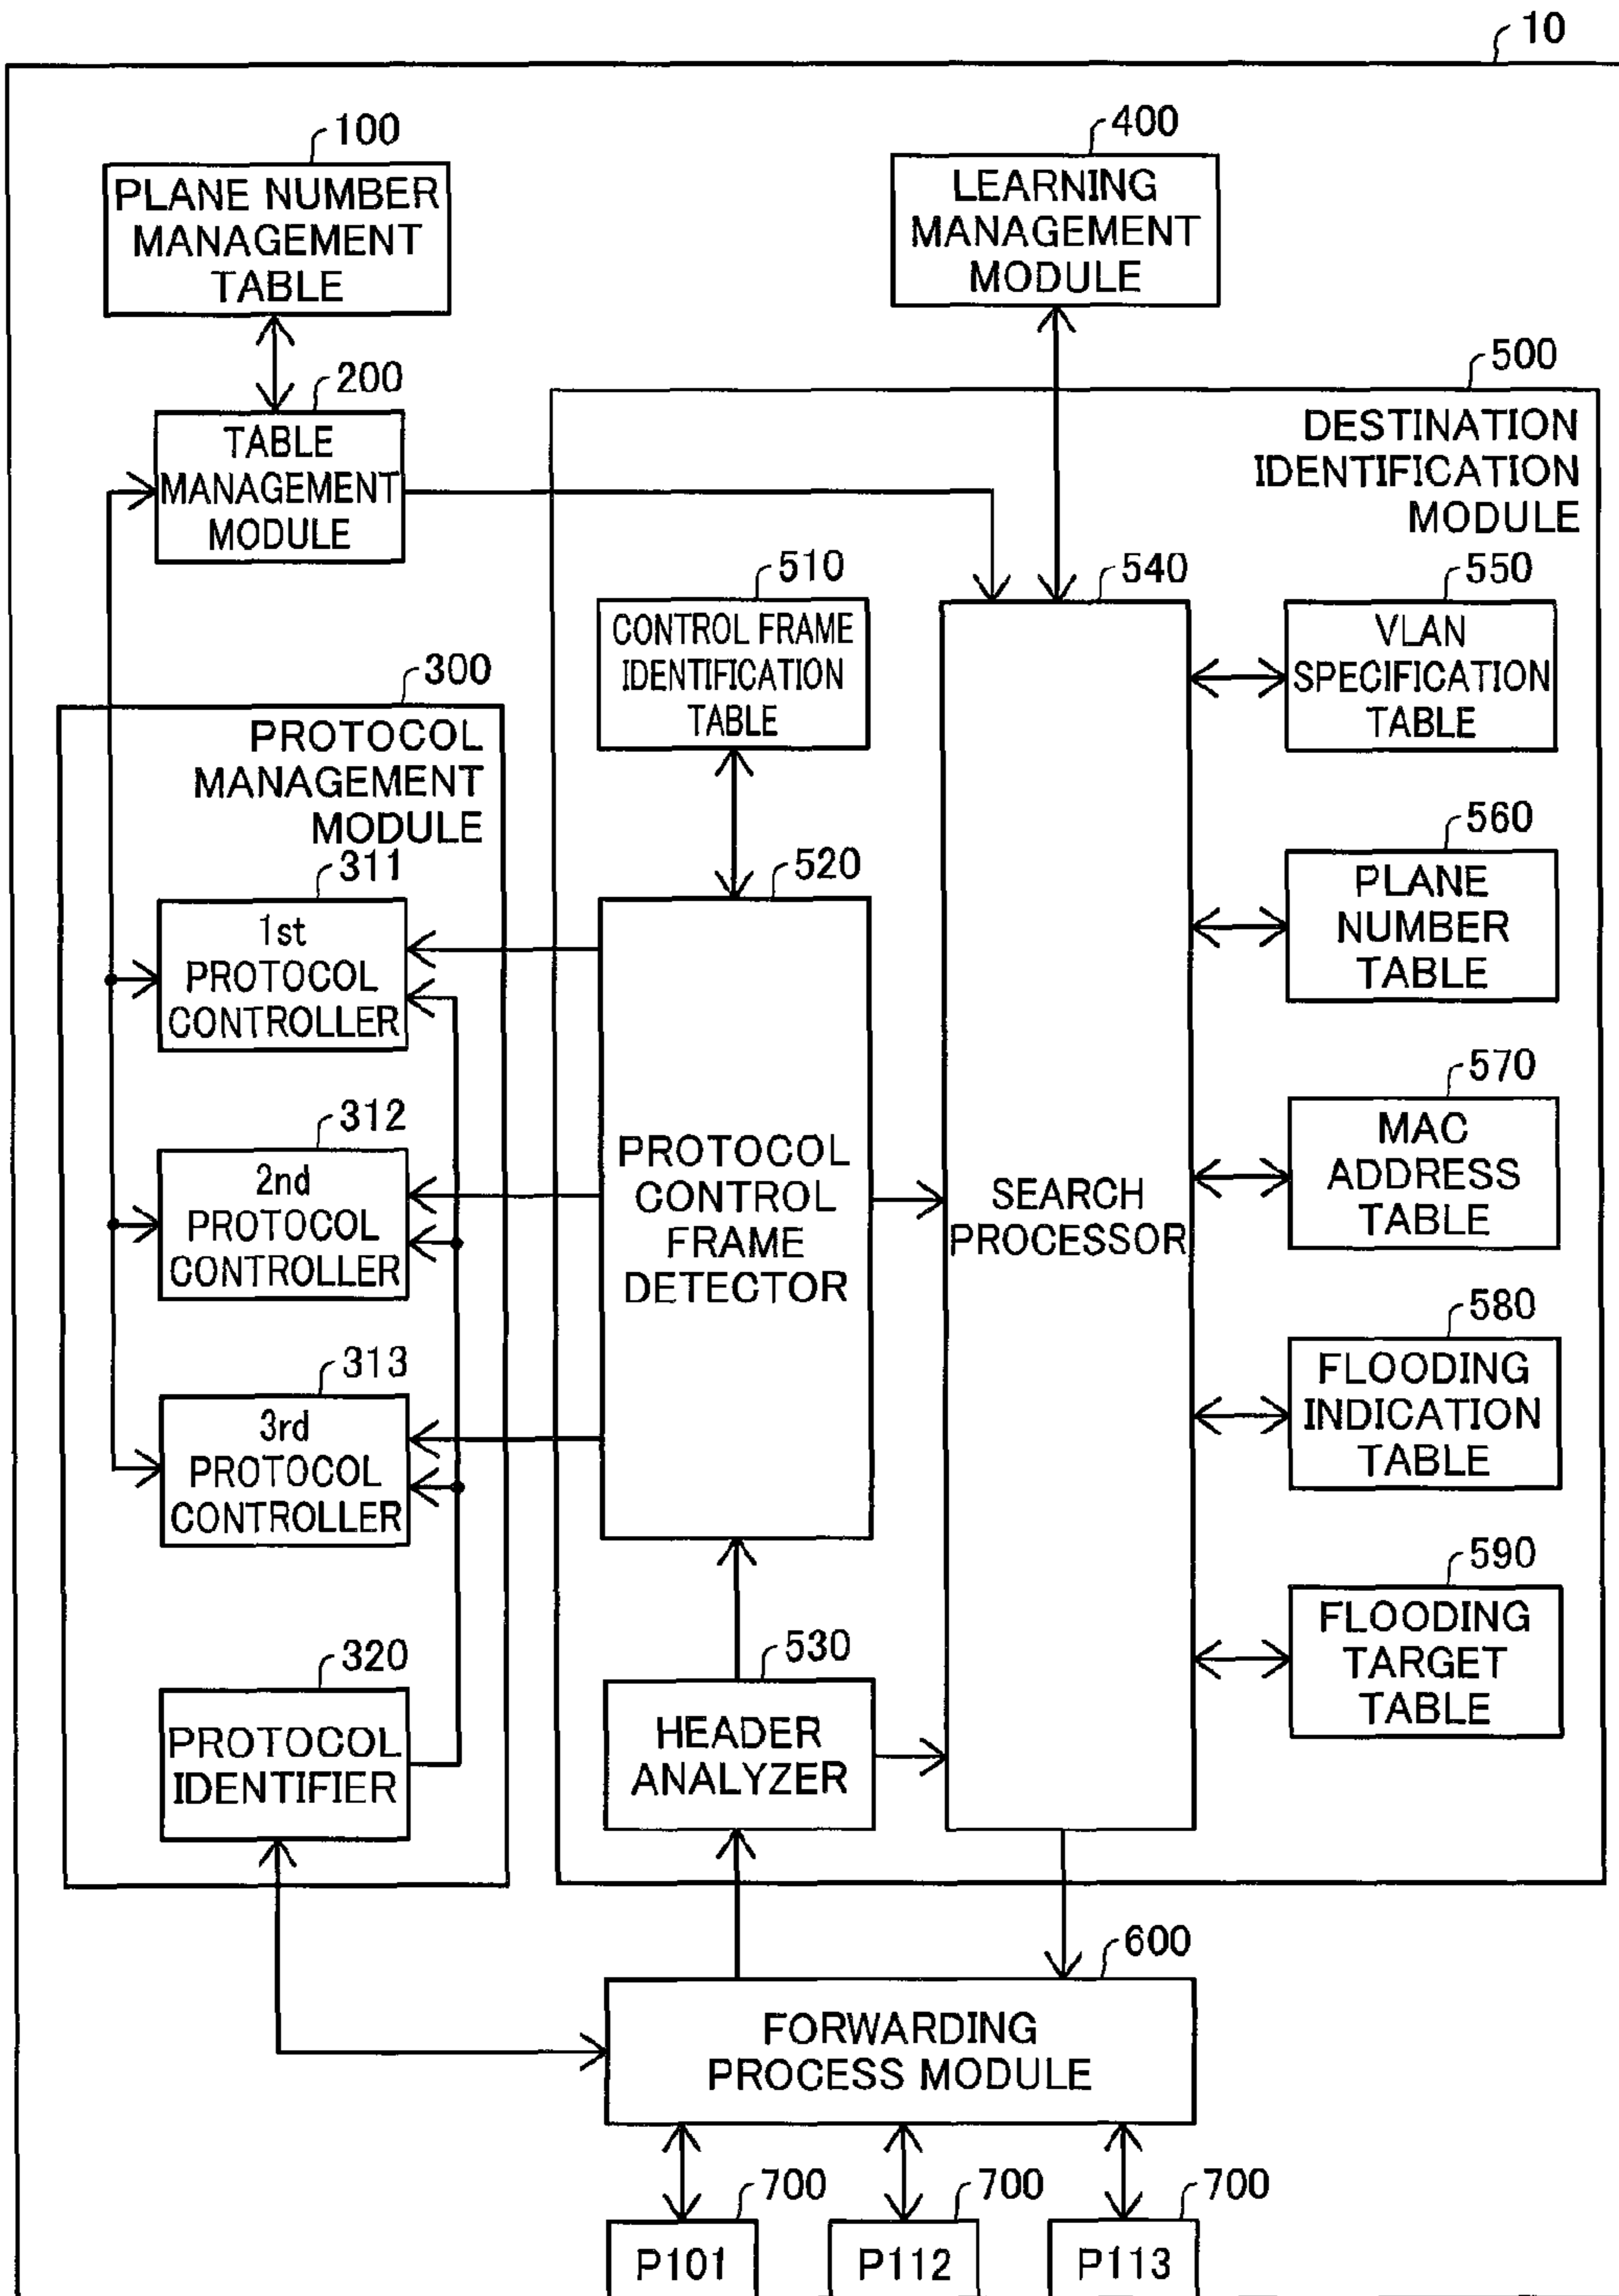 10
100
PLANE NUMBER
MANAGEMENT
TABLE
400
LEARNING
MANAGEMENT
MODULE
200
TABLE
MANAGEMENT
MODULE
500
DESTINATION
IDENTIFICATION
MODULE
510
CONTROL FRAME
IDENTIFICATION
TABLE
540
SEARCH
PROCESSOR
550
VLAN
SPECIFICATION
TABLE
300
PROTOCOL
MANAGEMENT
MODULE
311
1st
PROTOCOL
CONTROLLER
520
PROTOCOL
CONTROL
FRAME
DETECTOR
560
PLANE
NUMBER
TABLE
312
2nd
PROTOCOL
CONTROLLER
570
MAC
ADDRESS
TABLE
313
3rd
PROTOCOL
CONTROLLER
580
FLOODING
INDICATION
TABLE
320
PROTOCOL
IDENTIFIER
530
HEADER
ANALYZER
590
FLOODING
TARGET
TABLE
600
FORWARDING
PROCESS MODULE
700
P101
700
P112
700
P113